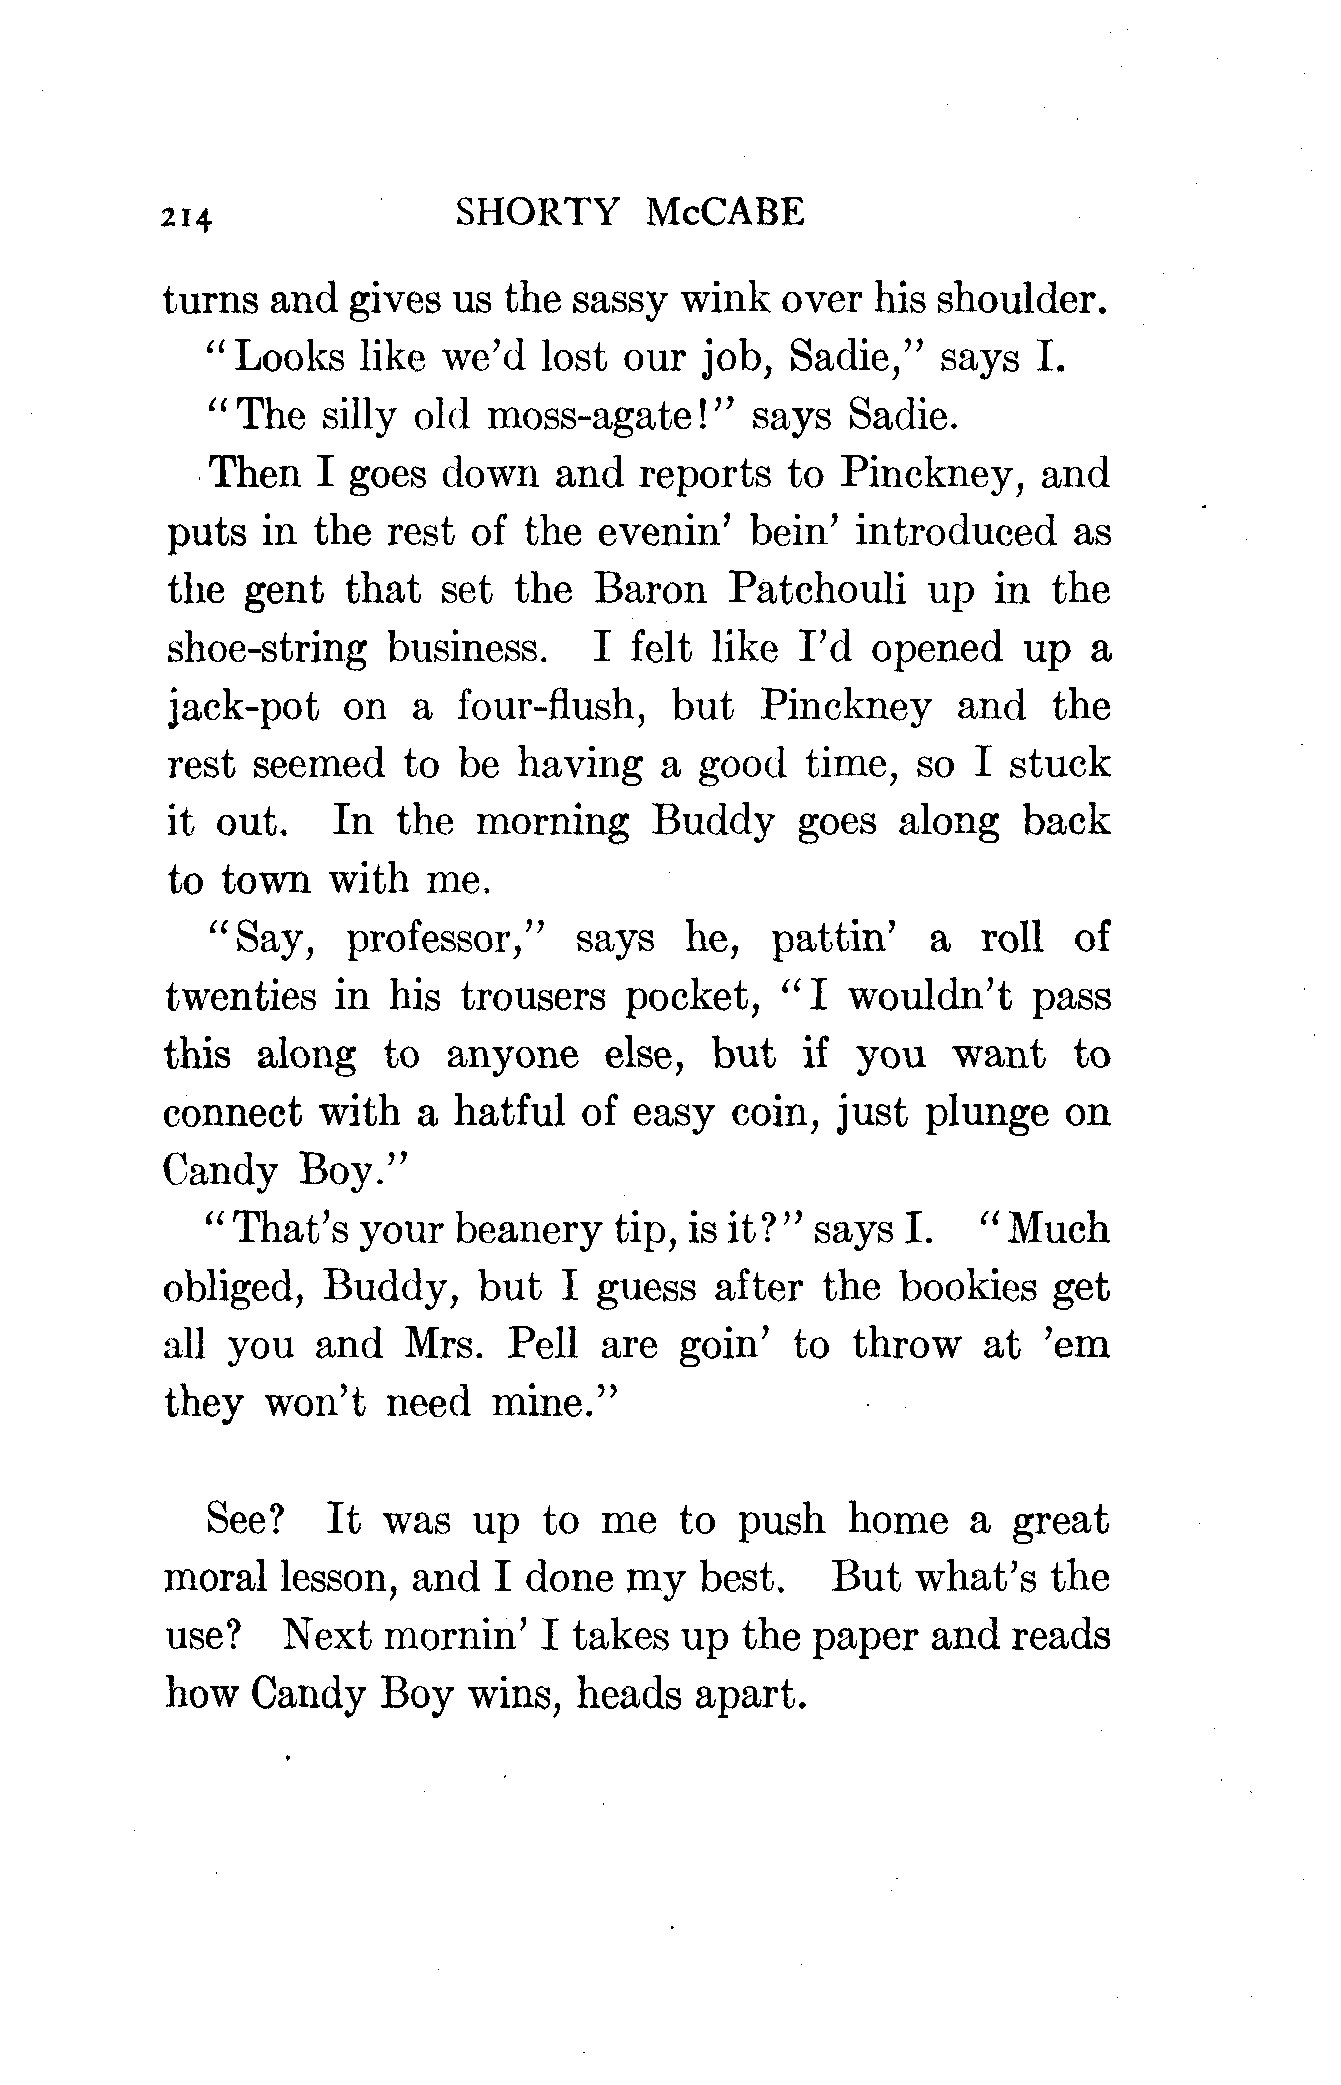 214 SHORTY McCABE
turns and gives us the sassy wink over his shoulder.
"Looks like we'd lost our job, Sadie," says I.
"The silly old moss-agate!" says Sadie.
Then I goes down and reports to Pinckney, and
puts in the rest of the evenin' bein' introduced as
the gent that set the Baron Patchouli up in the
shoe-string business. I felt like I'd opened up a
jack-pot on a four-flush, but Pinckney and the
rest seemed to be having a good time, so I stuck
it out. In the morning Buddy goes along back
to town with me.
"Say, professor," says he, pattin' a roll of
twenties in his trousers pocket, "I wouldn't pass
this along to anyone else, but if you want to
connect with a hatful of easy coin, just plunge on
Candy Boy."
"That's your beanery tip, is it?" says I. "Much
obliged, Buddy, but I guess after the bookies get
all you and Mrs. Pell are goin' to throw at 'em
they won't need mine."
See? It was up to me to push home a great
moral lesson, and I done my best. But what's the
use? Next mornin' I takes up the paper and reads
how Candy Boy wins, heads apart.